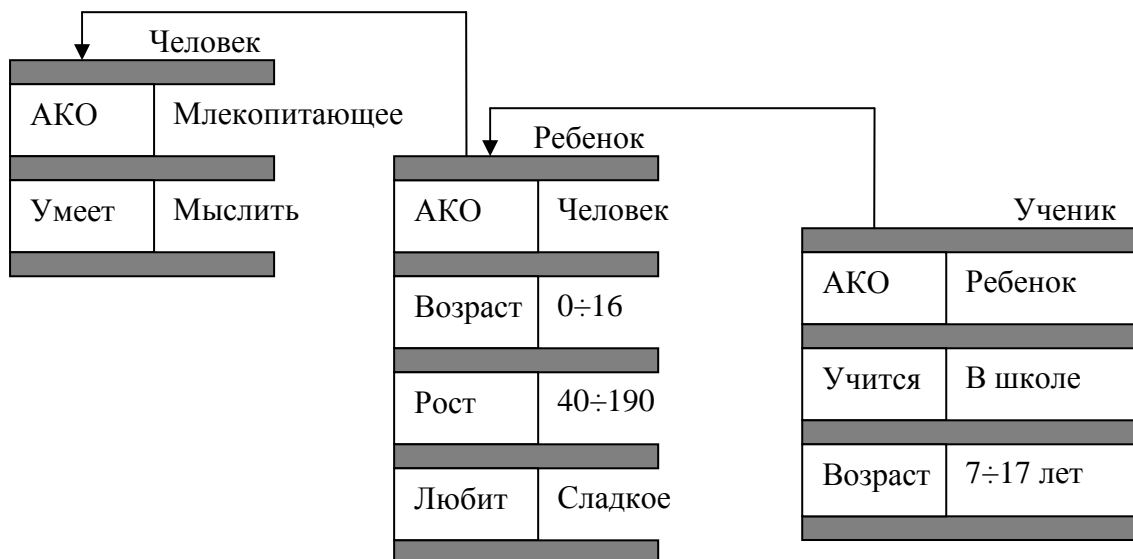 Человек
АКО Млекопитающее
Умеет Мыслить
Ребенок
АКО Человек
Возраст 0÷16
Рост 40÷190
Любит Сладкое
Ученик
АКО Ребенок
Учится В школе
Возраст 7÷17 лет